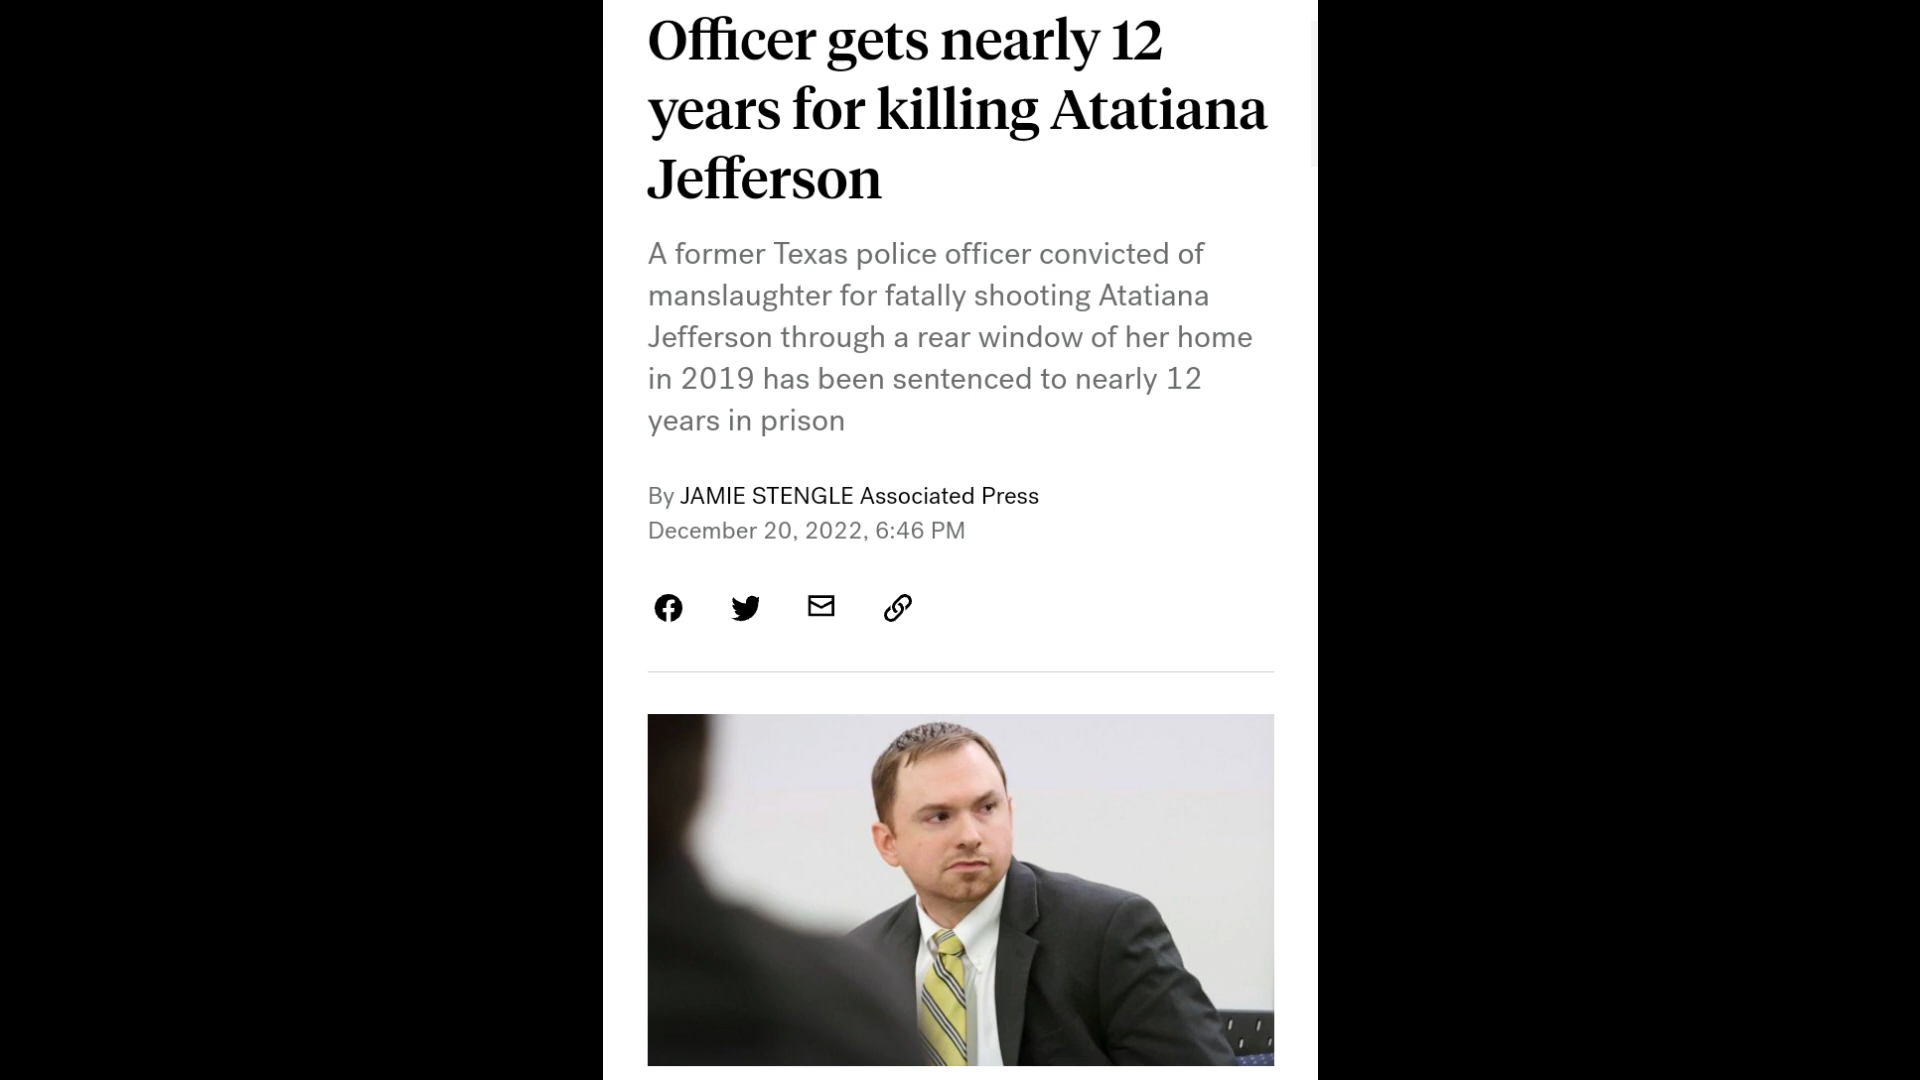 Officer gets nearly 12
years for killing Atatiana
Jefferson
A former Texas police officer convicted of
manslaughter for fatally shooting Atatiana
Jefferson through a rear window of her home
in 2019 has been sentenced to nearly 12
years in prison
By JAMIE STENGLE Associated Press
December 20, 2022, 6:46 PM